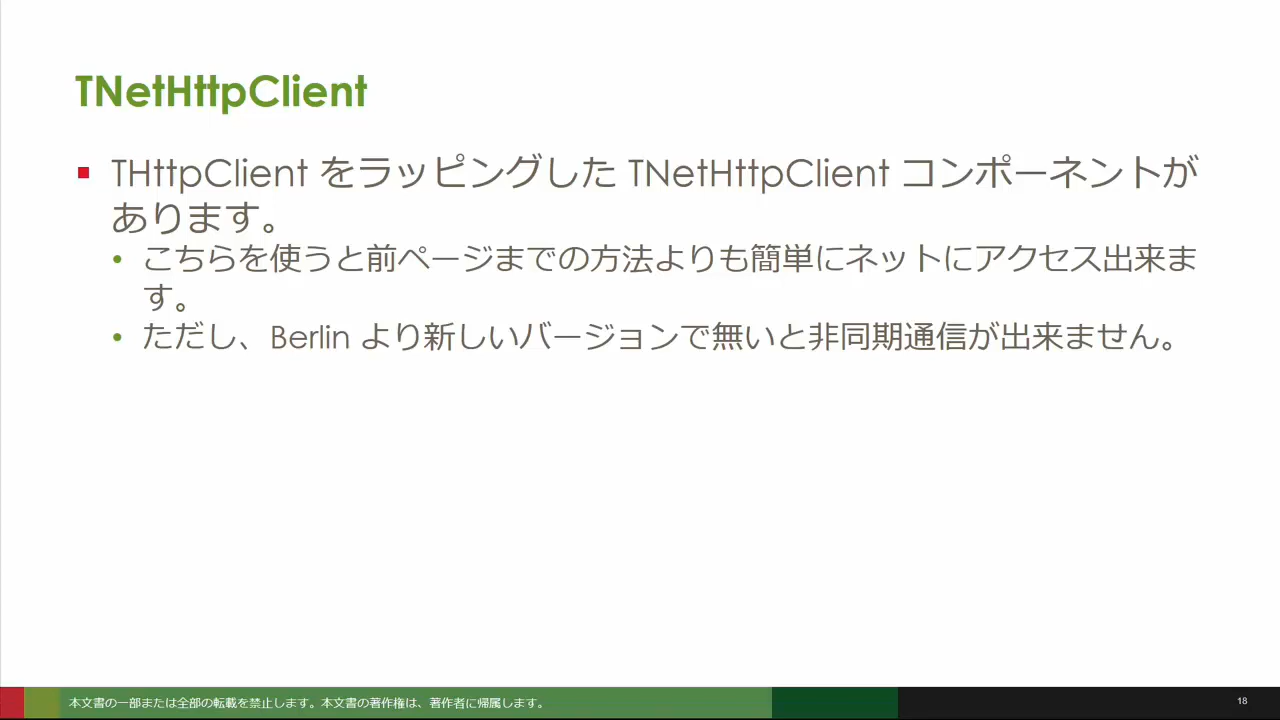 TNetHttpClient
THttpClient をラッピングした TNetHttpClient コンポーネントが
あります。
こちらを使うと前ページまでの方法よりも簡単にネットにアクセス出来ま
す。
ただし、Berlin より新しいバージョンで無いと非同期通信が出来ません。
本文書の一部または全部の転載を禁止します。本文書の著作権は、著作者に帰属します。
18